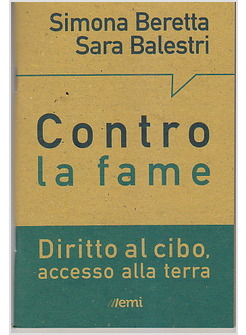 Simona Beretta
Sara Balestri
Contro
la fame
Diritto al cibo,
accesso alla terra
emi